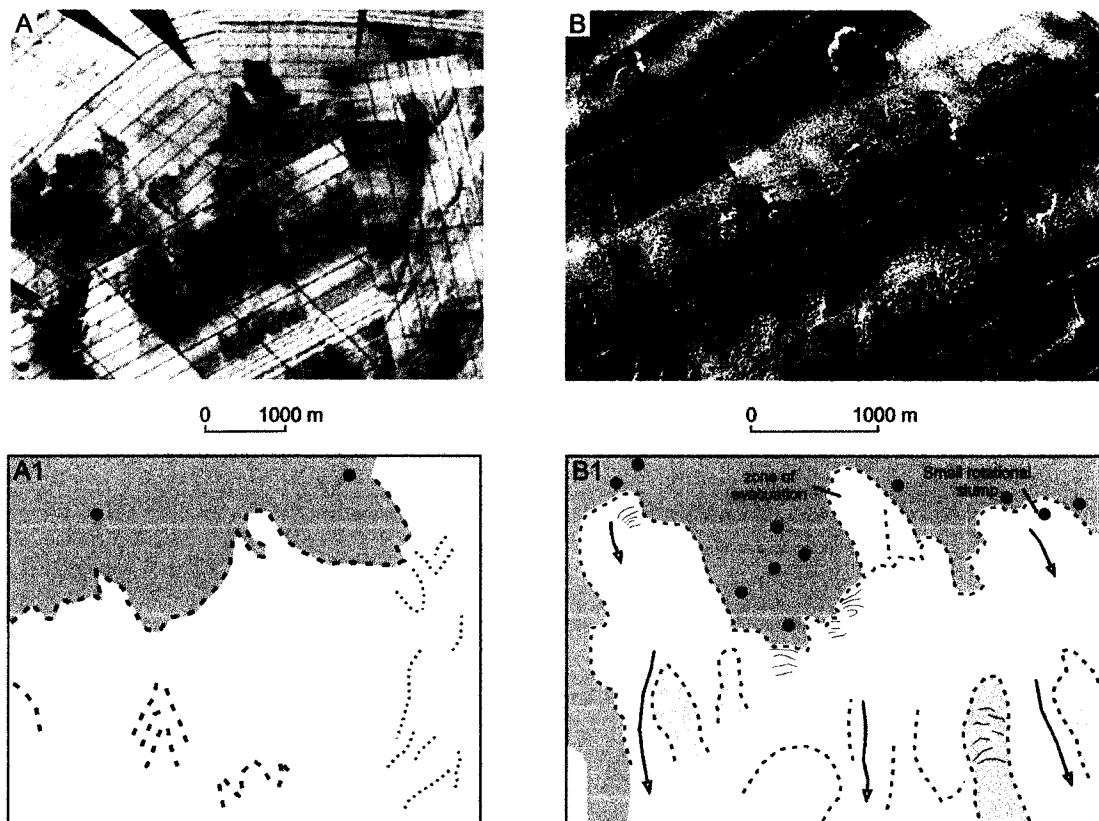 A
B
0 1000 m
0 1000 m
A1
B1
zone of
evacuation
Small rotational
slump